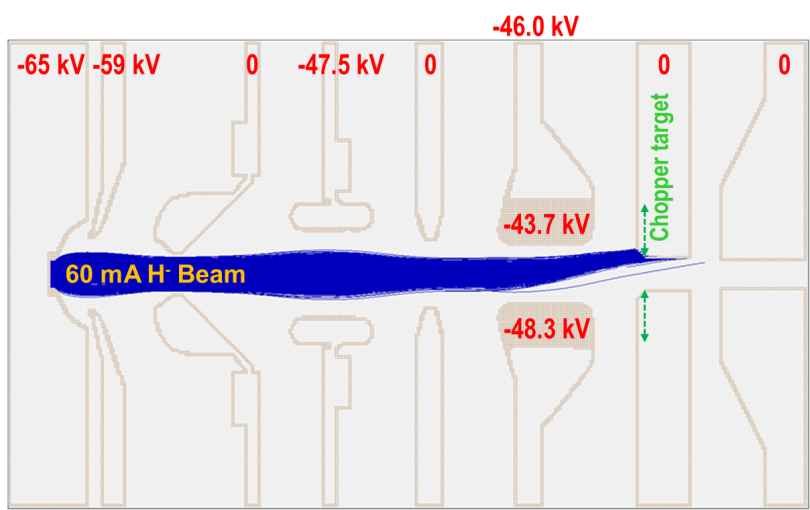 -46.0 kV
-65 kV -59 kV 0 -47.5 kV 0 0 0
Chopper target
-43.7 kV
60 mA H- Beam
-48.3 kV